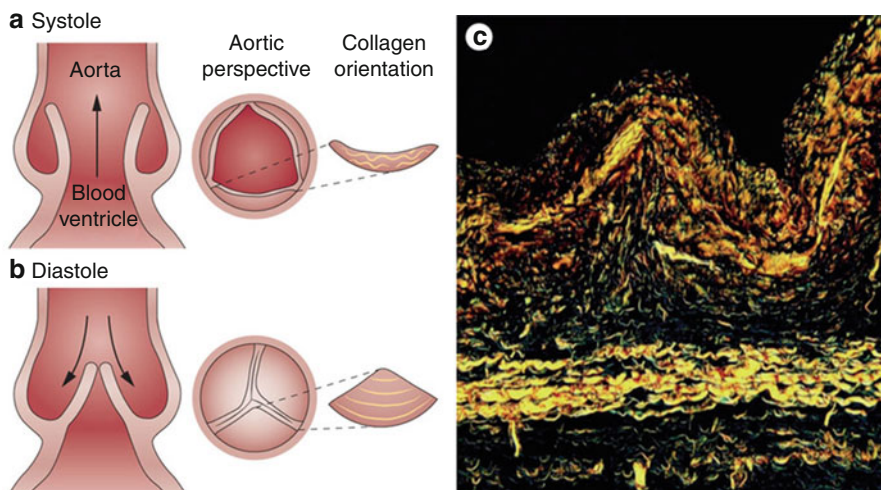 a Systole
Aorta
Blood
ventricle
Aortic
perspective
Collagen
orientation
b Diastole
c